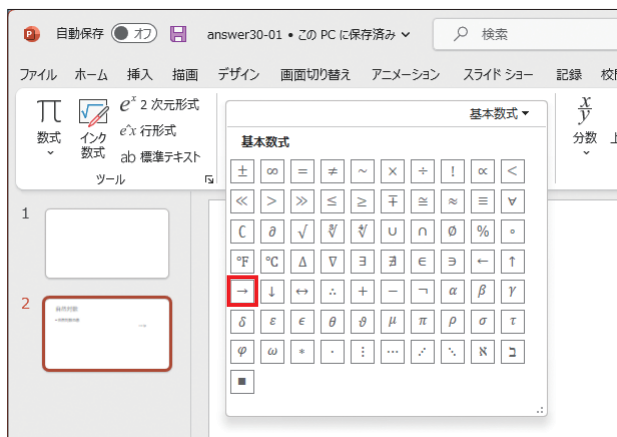 自動保存 オフ answer30-01 • この PC に保存済み 検索
ファイル ホーム 挿入 描画 デザイン 画面切り替え アニメーション スライド ショー 記録 校
π 数式
インク数式
eˣ 2 次元形式
e^x 行形式
ab 標準テキスト
ツール
基本数式
基本数式
± ∞ = ≠ ~ × ÷ ! ∝ <
≪ > ≫ ≤ ≥ ∓ ≅ ≈ ≡ ∀
∁ ∂ √ ∛ ∜ ∪ ∩ ∅ % °
°F °C ∆ ∇ ∃ ∄ ∈ ∋ ← ↑
→ ↓ ↔ ∴ + − ¬ α β γ
δ ε ϵ θ ϑ μ π ρ σ τ
φ ω * ∙ ⋮ ⋯ ⋰ ⋱ ℵ ℶ
∎
x/y
分数
1
2